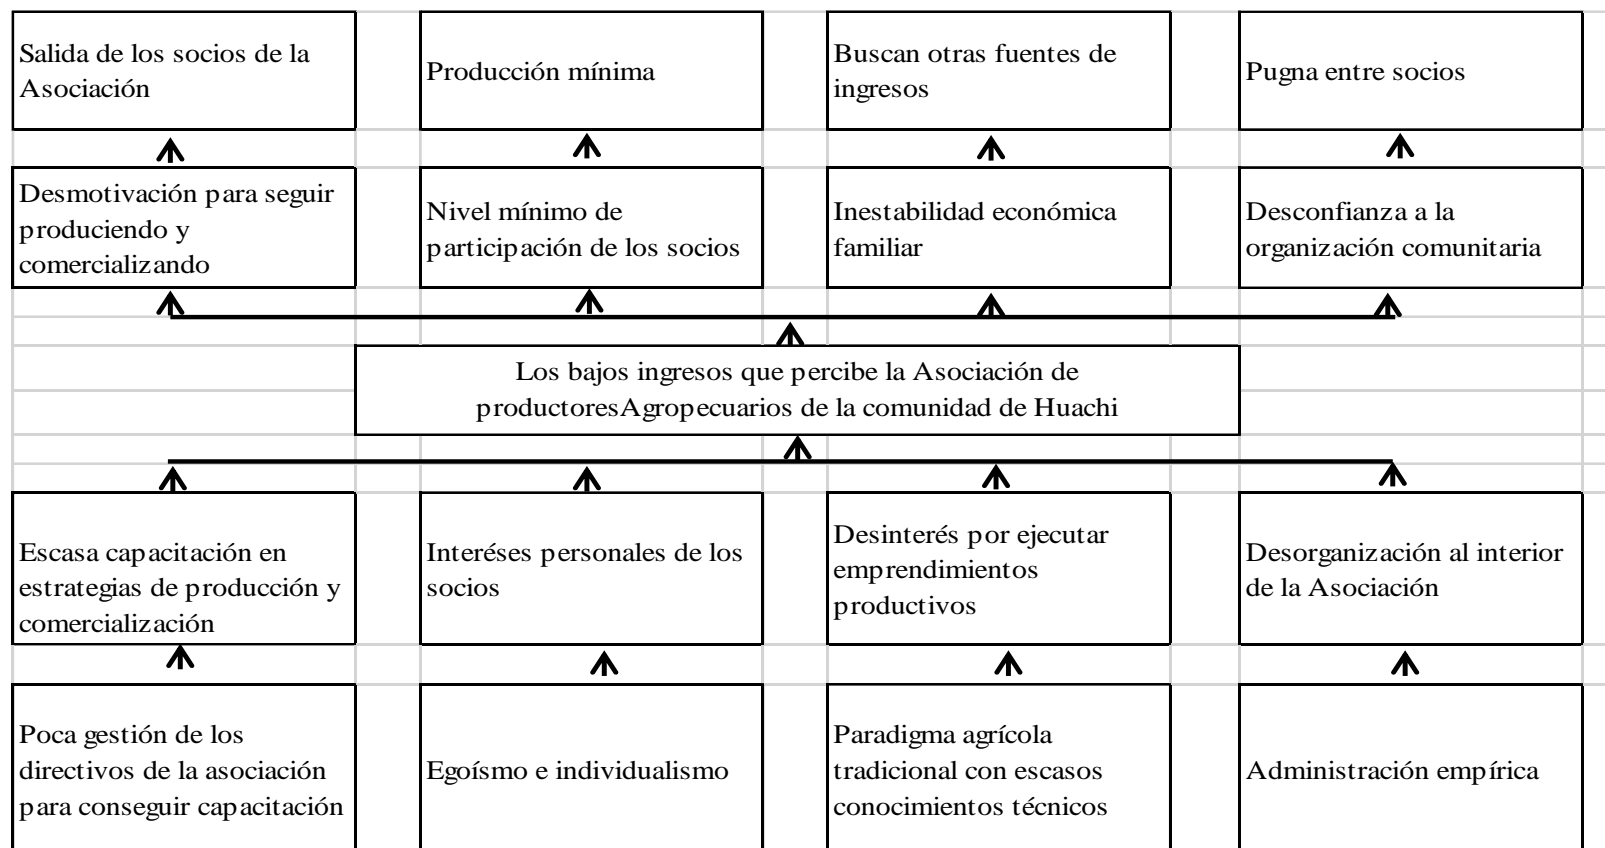 Salida de los socios de la
Asociación
Producción mínima
Buscan otras fuentes de
ingresos
Pugna entre socios
Desmotivación para seguir
produciendo y
comercializando
Nivel mínimo de
participación de los socios
Inestabilidad económica
familiar
Desconfianza a la
organización comunitaria
Los bajos ingresos que percibe la Asociación de
productoresAgropecuarios de la comunidad de Huachi
Escasa capacitación en
estrategias de producción y
comercialización
Interéses personales de los
socios
Desinterés por ejecutar
emprendimientos
productivos
Desorganización al interior
de la Asociación
Poca gestión de los
directivos de la asociación
para conseguir capacitación
Egoísmo e individualismo
Paradigma agrícola
tradicional con escasos
conocimientos técnicos
Administración empírica